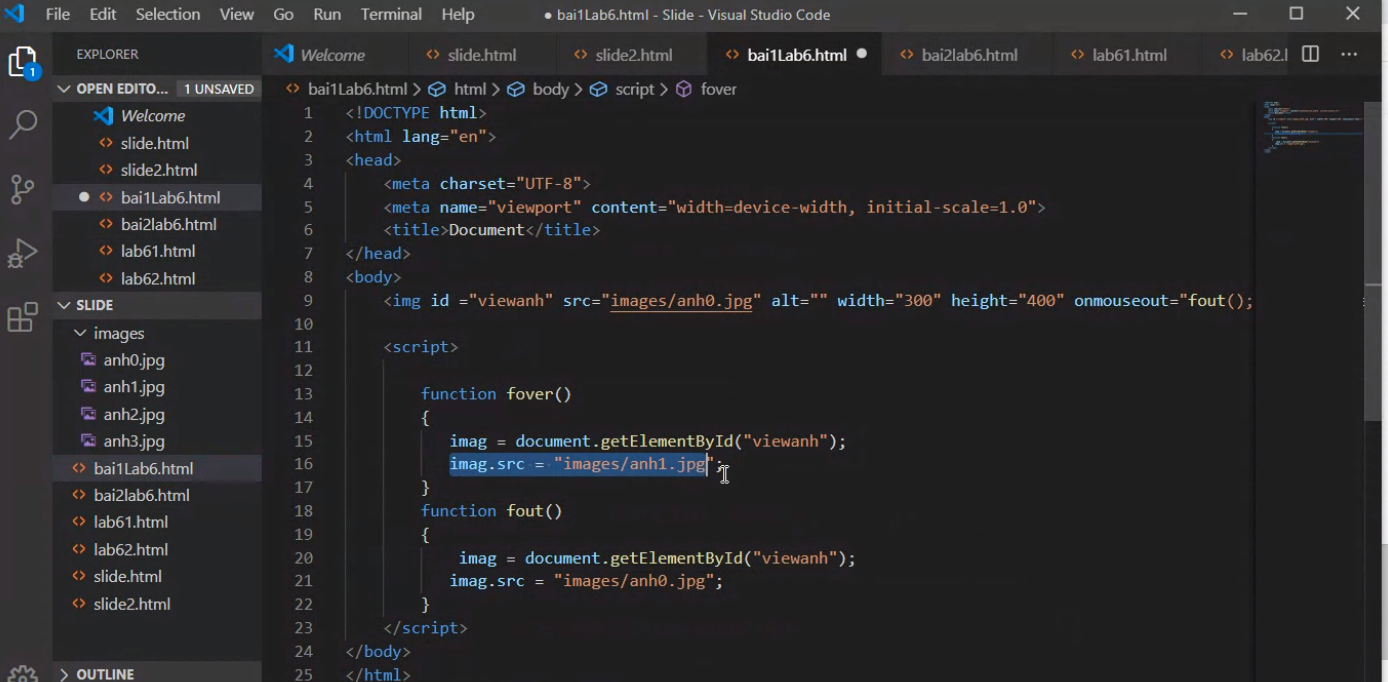 File Edit Selection View Go Run Terminal Help ● bai1Lab6.html - Slide - Visual Studio Code
EXPLORER
Welcome slide.html slide2.html bai1Lab6.html bai2lab6.html lab61.html lab62.l
1
OPEN EDITO... 1 UNSAVED
Welcome
slide.html
slide2.html
bai1Lab6.html
bai2lab6.html
lab61.html
lab62.html
SLIDE
images
anh0.jpg
anh1.jpg
anh2.jpg
anh3.jpg
bai1Lab6.html
bai2lab6.html
lab61.html
lab62.html
slide.html
slide2.html
OUTLINE
bai1Lab6.html > html > body > script > fover
1 <!DOCTYPE html>
2 <html lang="en">
3 <head>
4 <meta charset="UTF-8">
5 <meta name="viewport" content="width=device-width, initial-scale=1.0">
6 <title>Document</title>
7 </head>
8 <body>
9 <img id ="viewanh" src="images/anh0.jpg" alt="" width="300" height="400" onmouseout="fout();
10
11 <script>
12
13 function fover()
14 {
15 imag = document.getElementById("viewanh");
16 imag.src = "images/anh1.jpg";
17 }
18 function fout()
19 {
20 imag = document.getElementById("viewanh");
21 imag.src = "images/anh0.jpg";
22 }
23 </script>
24 </body>
25 </html>